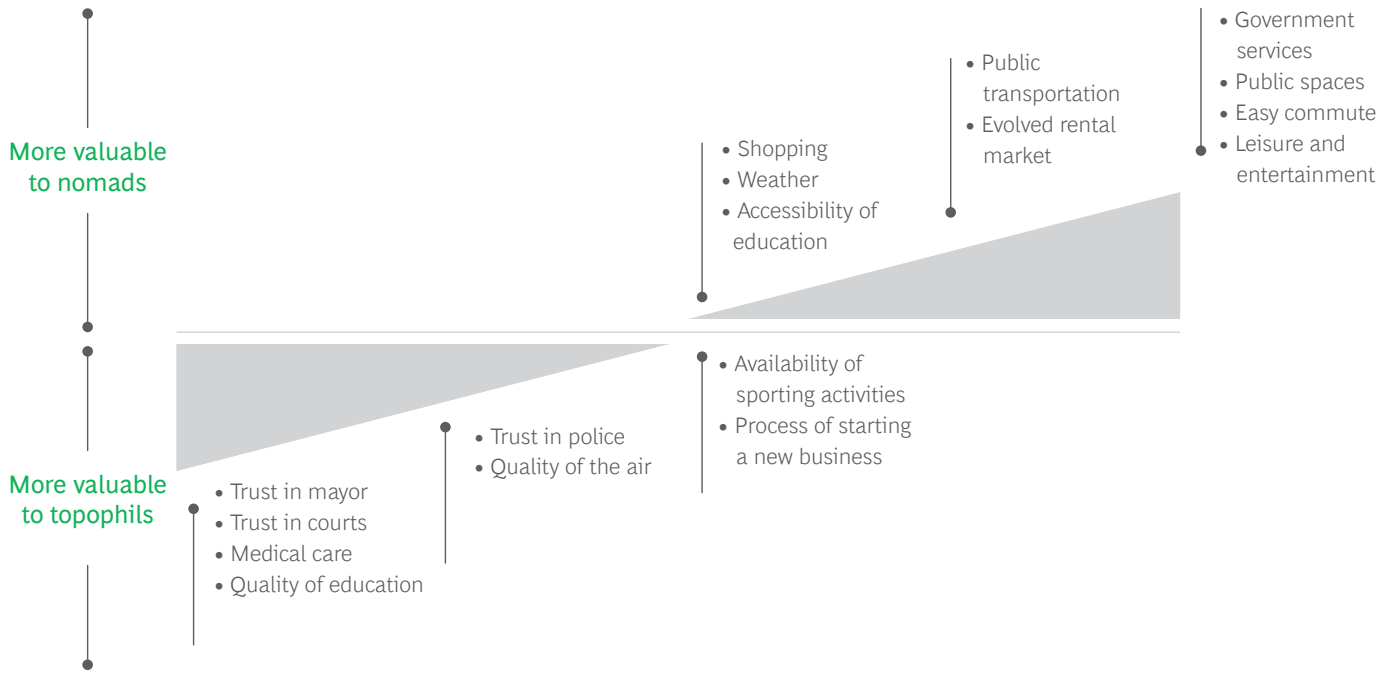 More valuable
to nomads
• Shopping
• Weather
• Accessibility of
education
• Public
transportation
• Evolved rental
market
• Government
services
• Public spaces
• Easy commute
• Leisure and
entertainment
More valuable
to topophils
• Trust in mayor
• Trust in courts
• Medical care
• Quality of education
• Trust in police
• Quality of the air
• Availability of
sporting activities
• Process of starting
a new business